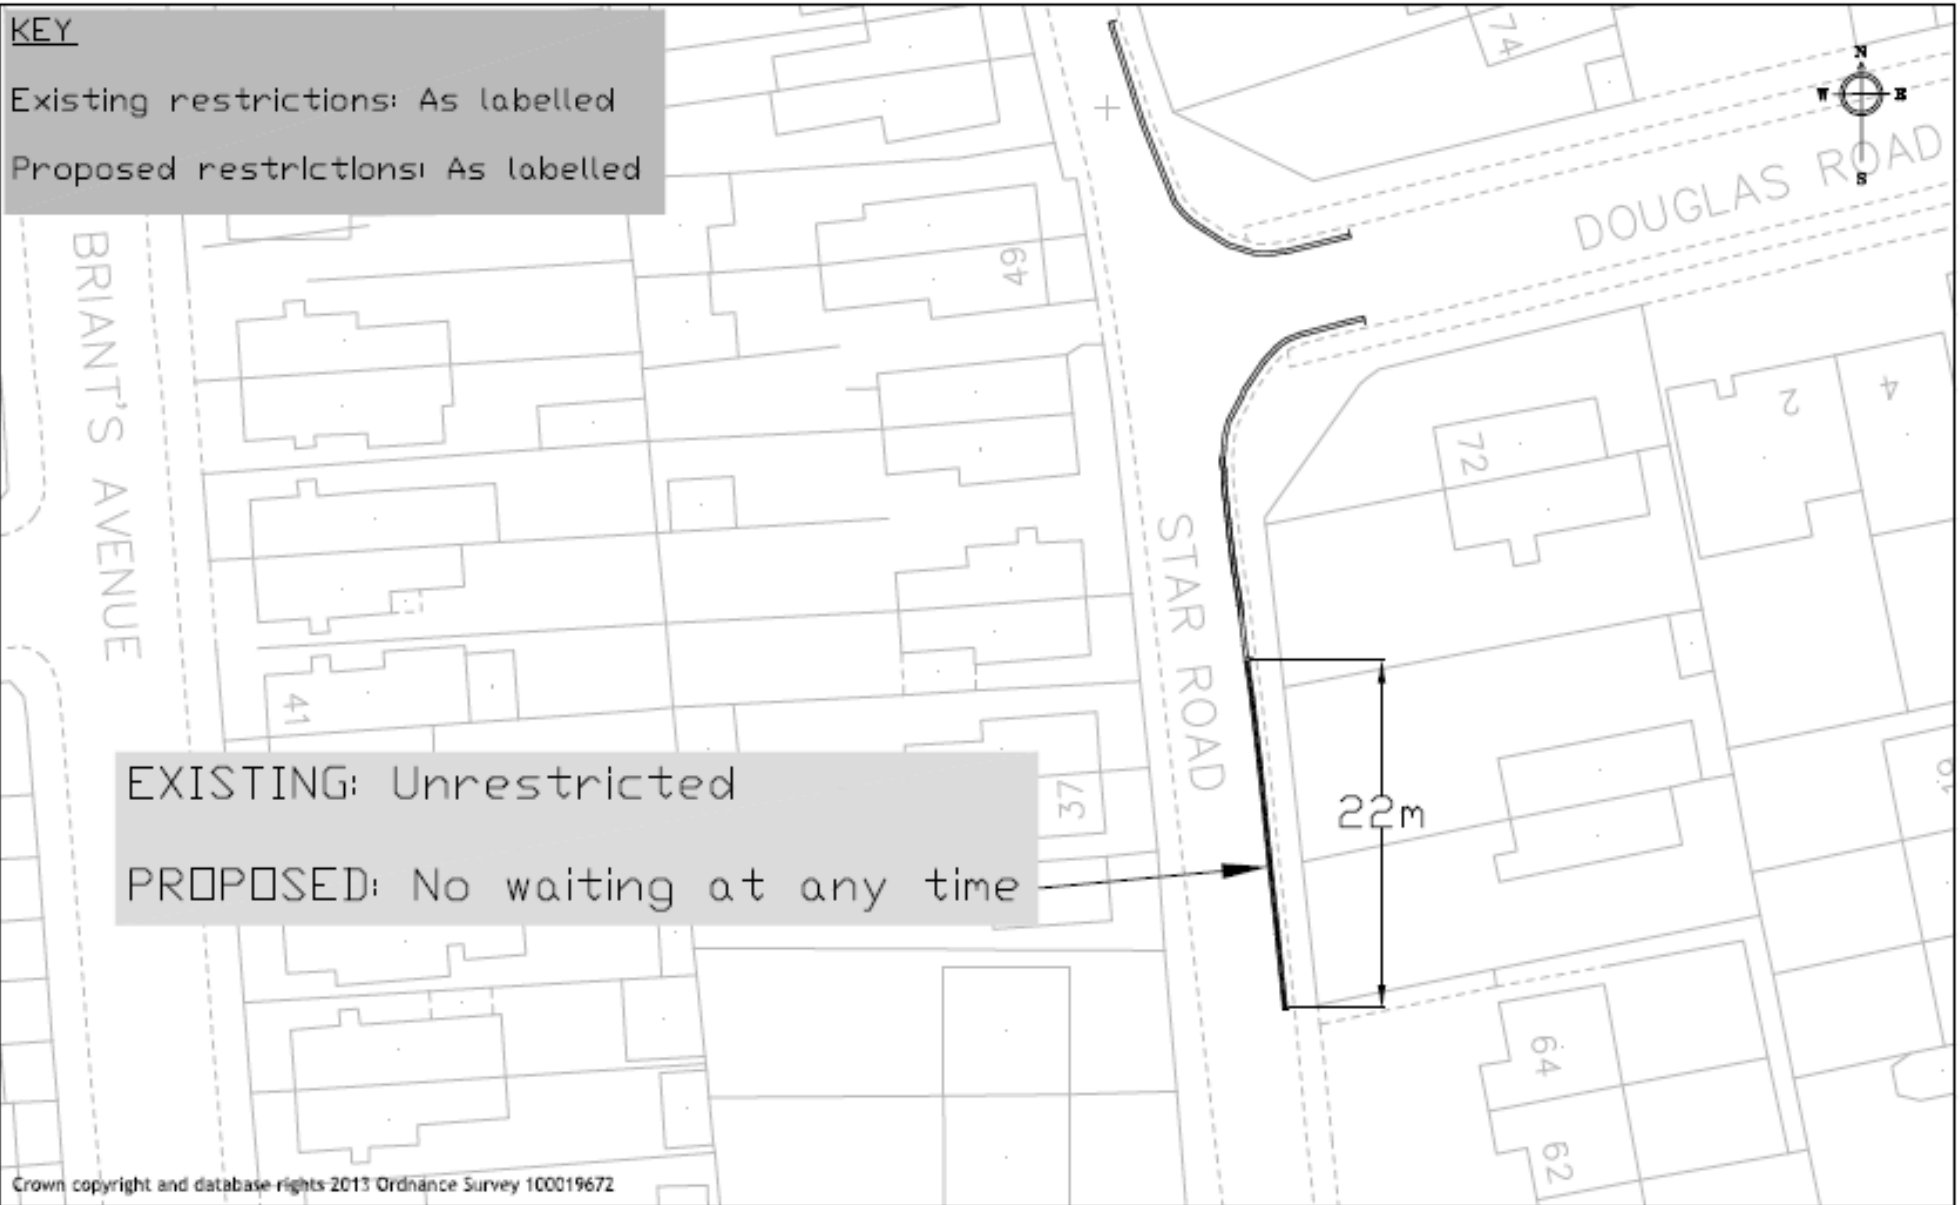 KEY
Existing restrictions: As labelled
Proposed restrictions: As labelled
N
W E
S
74
DOUGLAS ROAD
BRIANT'S AVENUE
49
72
2
4
STAR ROAD
41
EXISTING: Unrestricted
PROPOSED: No waiting at any time
37
22m
64
62
Crown copyright and database rights 2013 Ordnance Survey 100019672